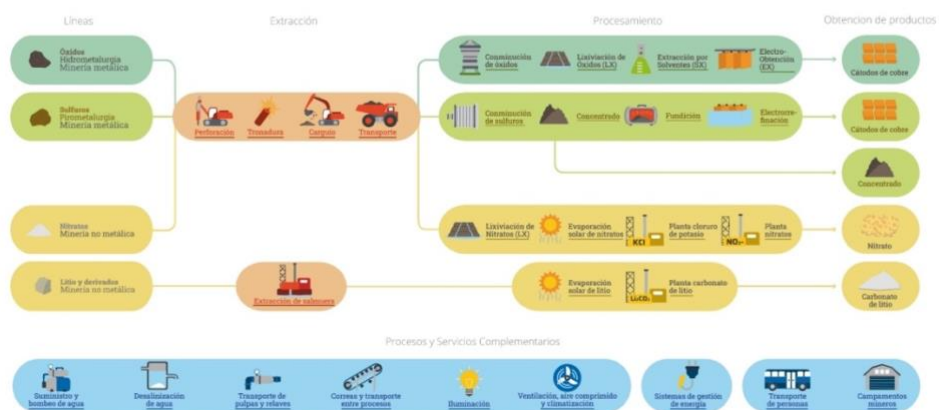 Líneas
Extracción
Procesamiento
Obtencion de productos
Óxidos
Hidrometalurgia
Minería metálica
Conminución
de óxidos
Lixiviación de
Óxidos (LX)
Extracción por
Solventes (SX)
Electro-
Obtención
(EX)
Cátodos de cobre
Sulfuros
Pirometalurgia
Minería metálica
Perforación
Tronadura
Carguío
Transporte
Conminución
de sulfuros
Concentrado
Fundición
Electrorre-
finación
Cátodos de cobre
Concentrado
Nitratos
Minería no metálica
Lixiviación de
Nitratos (LX)
Evaporación
solar de nitratos
KCl
Planta cloruro
de potasio
NO₃
Planta
nitratos
Nitrato
Litio y derivados
Minería no metálica
Extracción de salmuera
Evaporación
solar de litio
Li₂CO₃
Planta carbonato
de litio
Carbonato
de litio
Procesos y Servicios Complementarios
Suministro y
bombeo de agua
Desalinización
de agua
Transporte de
pulpas y relaves
Correas y transporte
entre procesos
Iluminación
Ventilación, aire comprimido
y climatización
Sistemas de gestión
de energía
Transporte
de personas
Campamentos
mineros